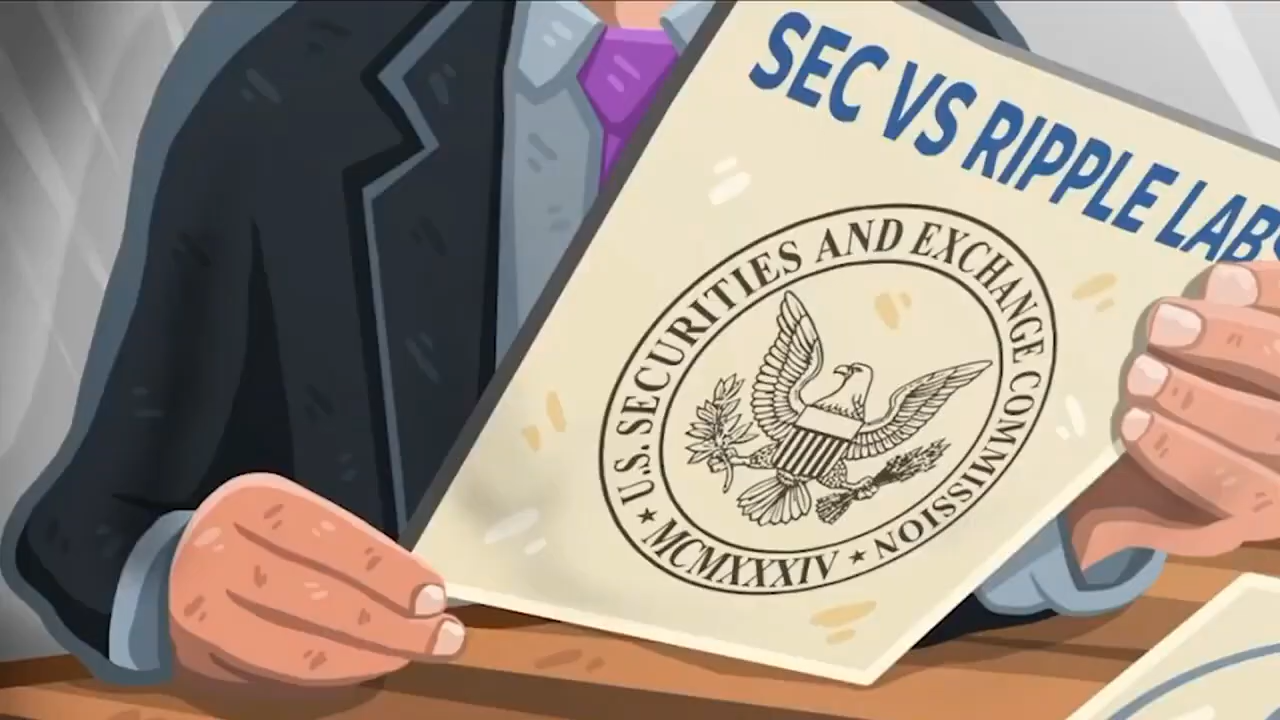 SEC VS RIPPLE LABS
U.S. SECURITIES AND EXCHANGE COMMISSION
★ MCMXXXIV ★